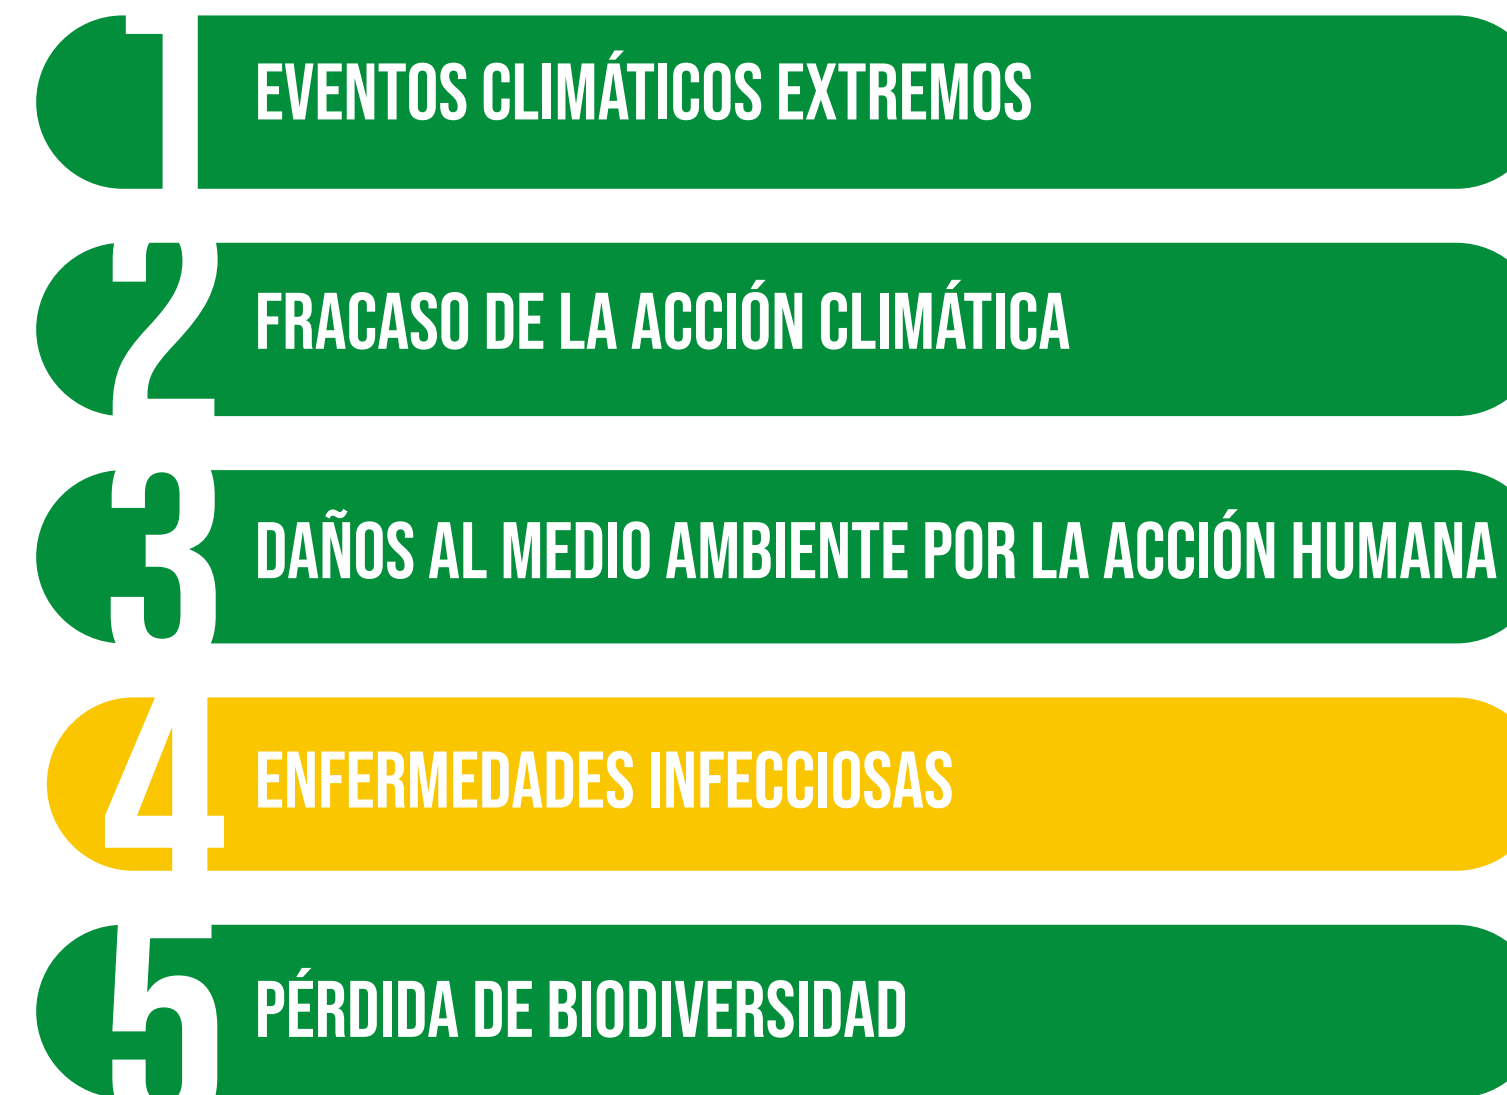 1 EVENTOS CLIMÁTICOS EXTREMOS
2 FRACASO DE LA ACCIÓN CLIMÁTICA
3 DAÑOS AL MEDIO AMBIENTE POR LA ACCIÓN HUMANA
4 ENFERMEDADES INFECCIOSAS
5 PÉRDIDA DE BIODIVERSIDAD